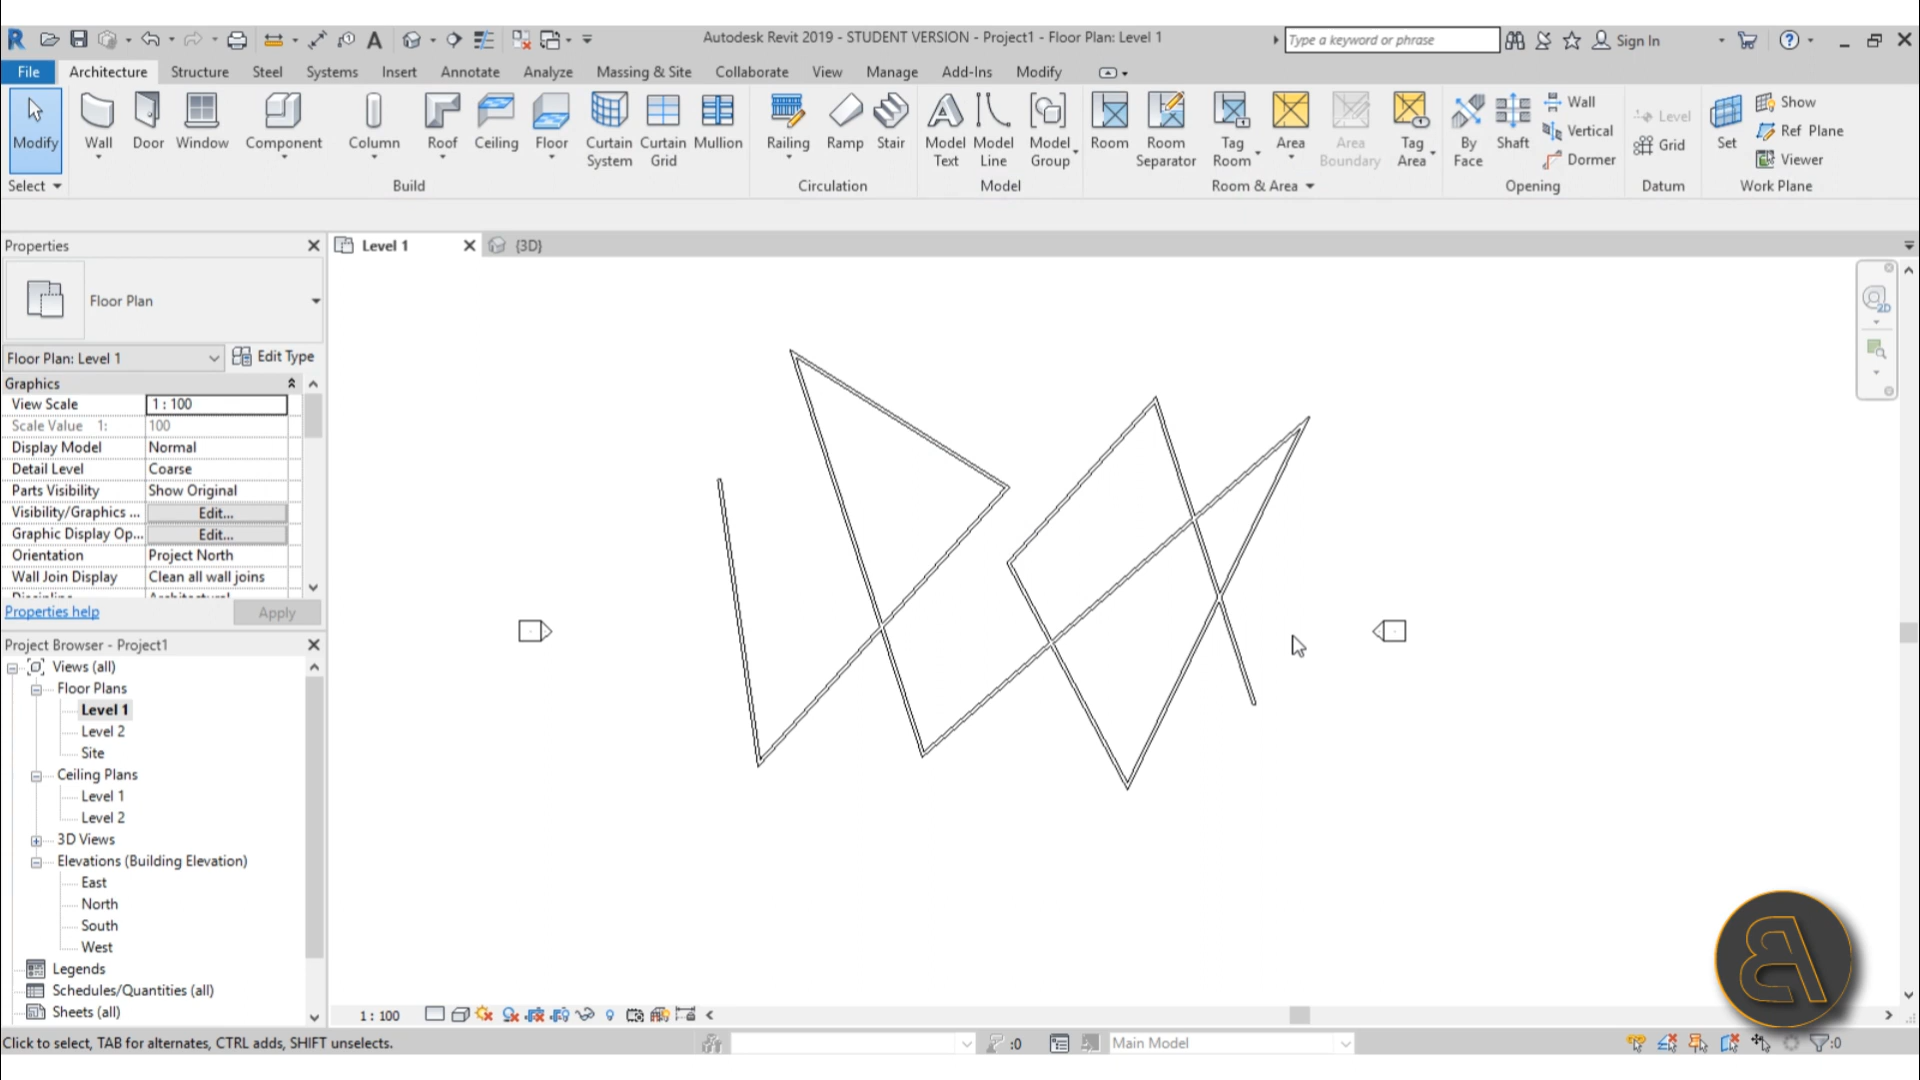 Autodesk Revit 2019 - STUDENT VERSION - Project1 - Floor Plan: Level 1
Type a keyword or phrase
Sign In
File Architecture Structure Steel Systems Insert Annotate Analyze Massing & Site Collaborate View Manage Add-Ins Modify
Modify
Wall
Door
Window
Component
Column
Roof
Ceiling
Floor
Curtain System
Curtain Grid
Mullion
Railing
Ramp
Stair
Model Text
Model Line
Model Group
Room
Room Separator
Tag Room
Area
Area Boundary
Tag Area
By Face
Shaft
Wall
Vertical
Dormer
Level
Grid
Set
Show
Ref Plane
Viewer
Select
Build
Circulation
Model
Room & Area
Opening
Datum
Work Plane
Properties
Level 1
{3D}
Floor Plan
Floor Plan: Level 1
Edit Type
Graphics
View Scale 1 : 100
Scale Value 1: 100
Display Model Normal
Detail Level Coarse
Parts Visibility Show Original
Visibility/Graphics ... Edit...
Graphic Display Op... Edit...
Orientation Project North
Wall Join Display Clean all wall joins
Properties help
Apply
Project Browser - Project1
Views (all)
Floor Plans
Level 1
Level 2
Site
Ceiling Plans
Level 1
Level 2
3D Views
Elevations (Building Elevation)
East
North
South
West
Legends
Schedules/Quantities (all)
Sheets (all)
2D
1 : 100
Click to select, TAB for alternates, CTRL adds, SHIFT unselects.
:0
Main Model
:0